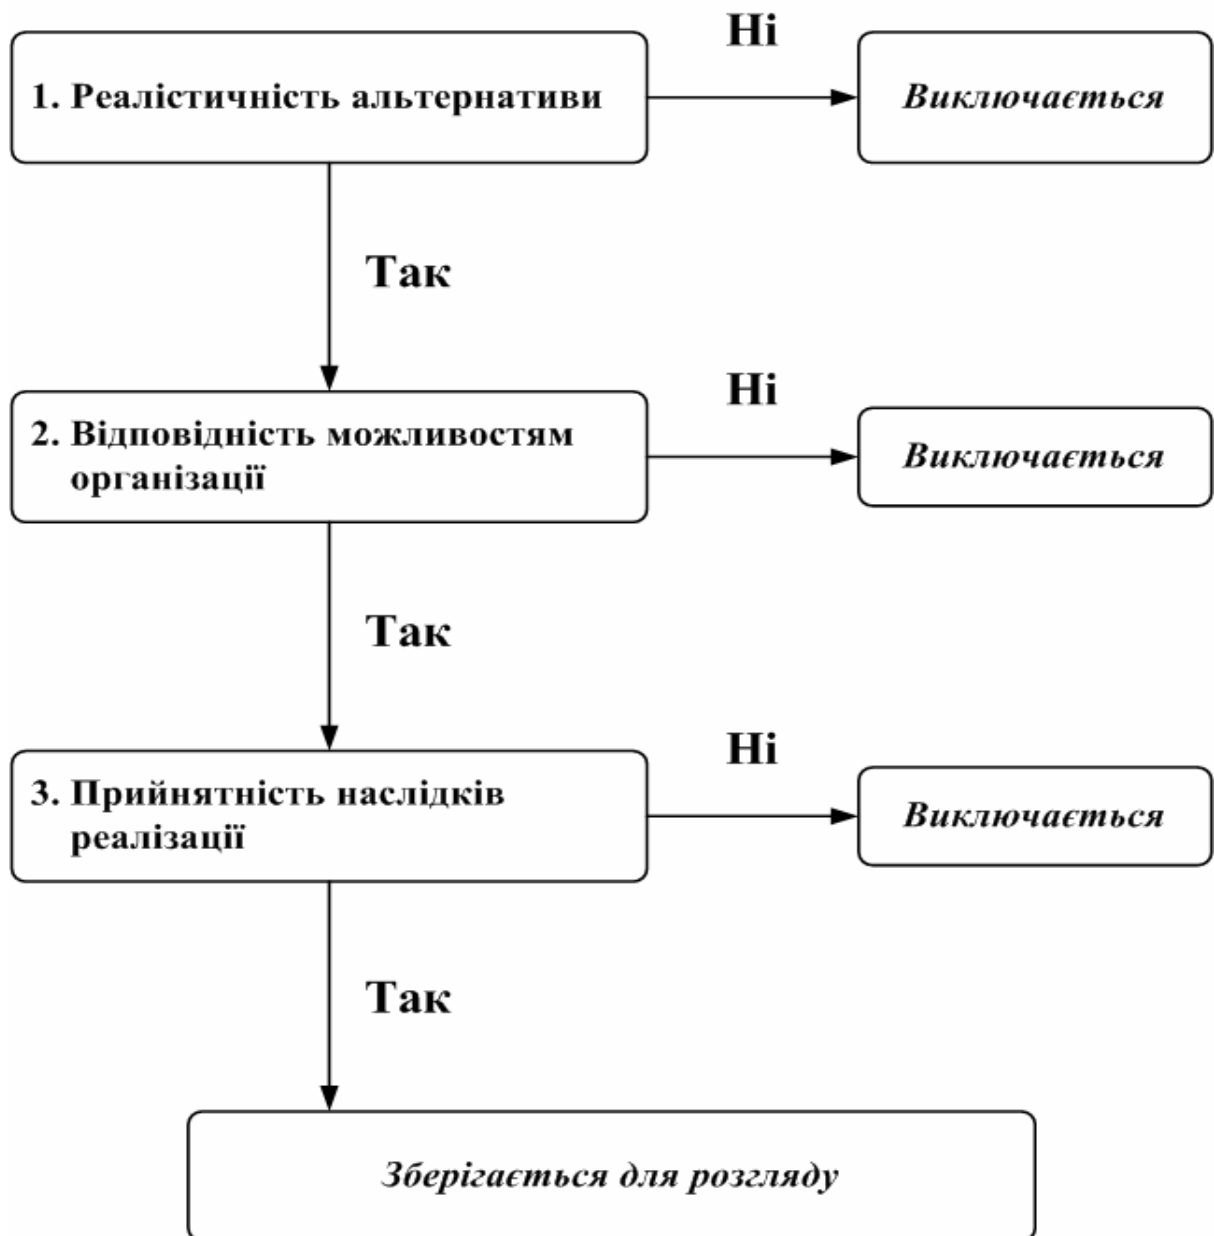 Ні
1. Реалістичність альтернативи
Виключається
Так
Ні
2. Відповідність можливостям
організації
Виключається
Так
Ні
3. Прийнятність наслідків
реалізації
Виключається
Так
Зберігається для розгляду